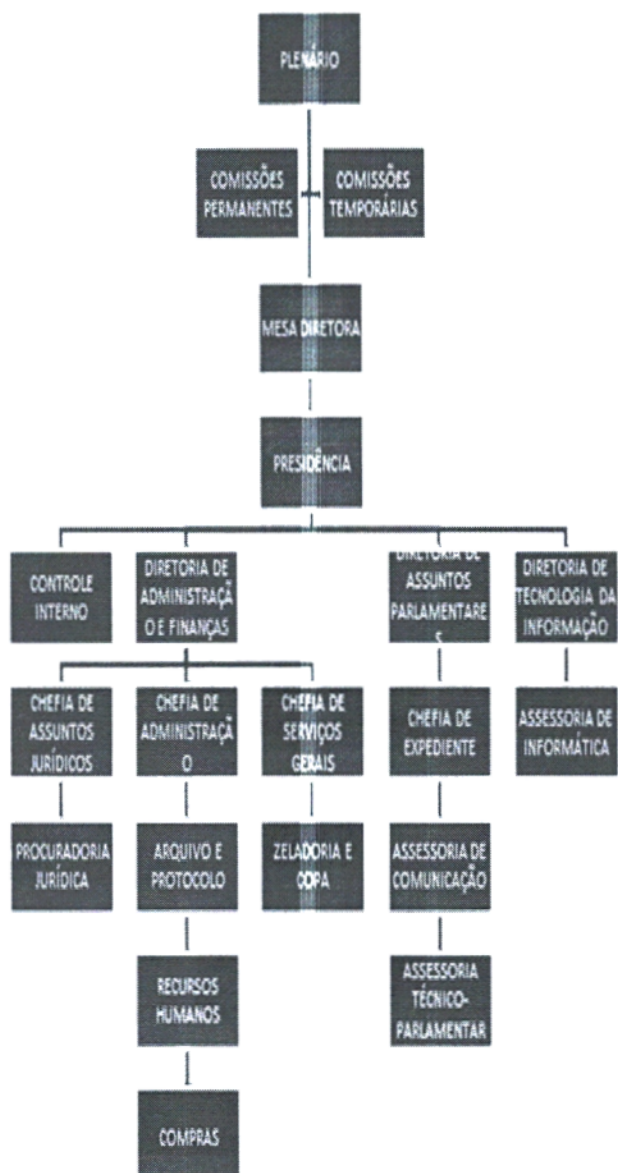 PLENÁRIO
COMISSÕES
PERMANENTES
COMISSÕES
TEMPORÁRIAS
MESA DIRETORA
PRESIDÊNCIA
CONTROLE
INTERNO
DIRETORIA DE
ADMINISTRAÇÃ
O E FINANÇAS
DIRETORIA DE
ASSUNTOS
PARLAMENTARE
S
DIRETORIA DE
TECNOLOGIA DA
INFORMAÇÃO
CHEFIA DE
ASSUNTOS
JURÍDICOS
CHEFIA DE
ADMINISTRAÇÃ
O
CHEFIA DE
SERVIÇOS
GERAIS
CHEFIA DE
EXPEDIENTE
ASSESSORIA DE
INFORMÁTICA
PROCURADORIA
JURÍDICA
ARQUIVO E
PROTOCOLO
ZELADORIA E
COPA
ASSESSORIA DE
COMUNICAÇÃO
RECURSOS
HUMANOS
ASSESSORIA
TÉCNICO-
PARLAMENTAR
COMPRAS